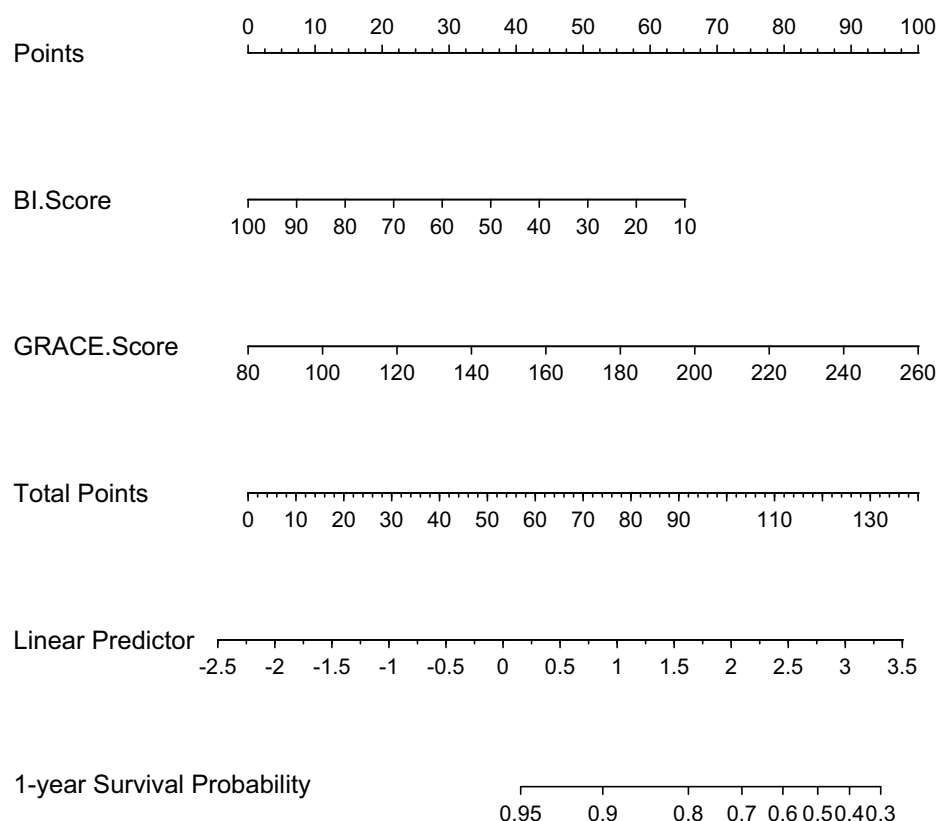 0 10 20 30 40 50 60 70 80 90 100
Points
BI.Score
100 90 80 70 60 50 40 30 20 10
GRACE.Score
80 100 120 140 160 180 200 220 240 260
Total Points
0 10 20 30 40 50 60 70 80 90 110 130
Linear Predictor
-2.5 -2 -1.5 -1 -0.5 0 0.5 1 1.5 2 2.5 3 3.5
1-year Survival Probability
0.95 0.9 0.8 0.7 0.6 0.5 0.4 0.3